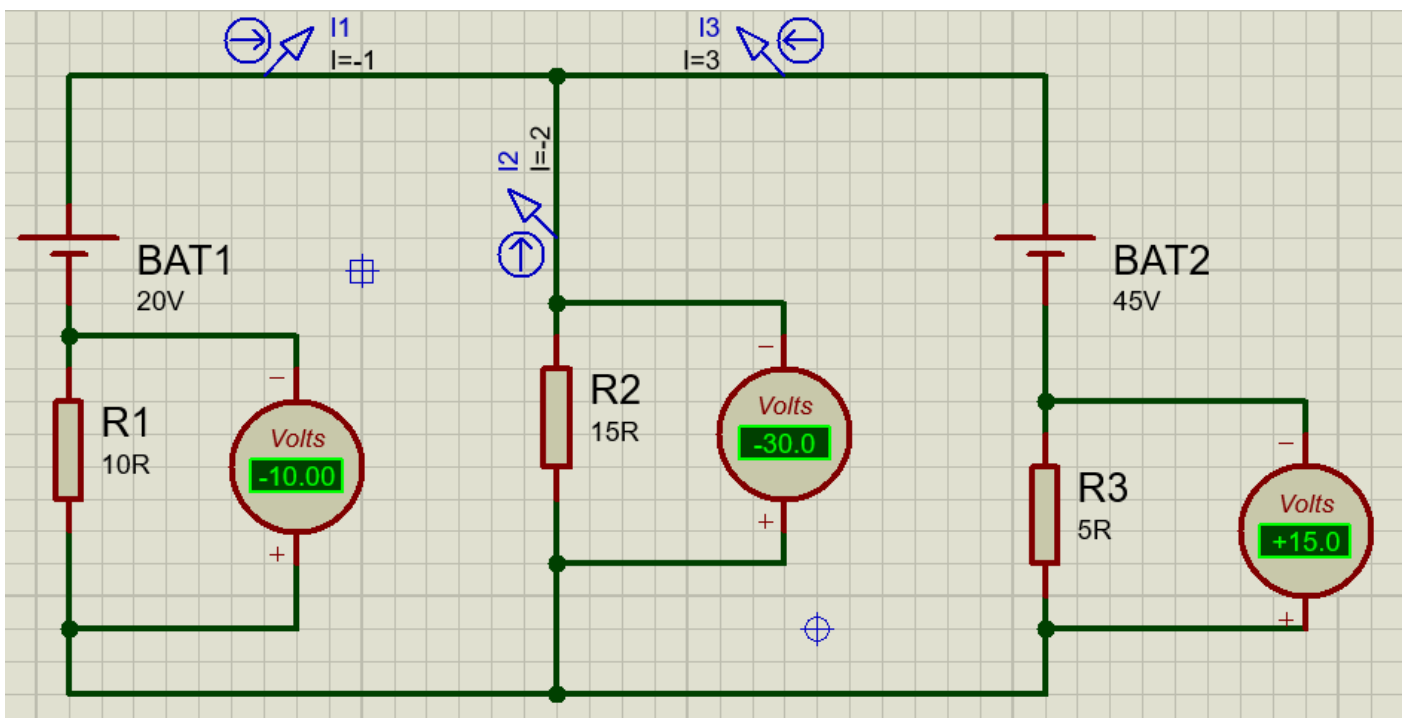 I1
I=-1
I3
I=3
I2
I=-2
BAT1
20V
BAT2
45V
R1
10R
−
Volts
-10.00
+
R2
15R
−
Volts
-30.0
+
R3
5R
−
Volts
+15.0
+